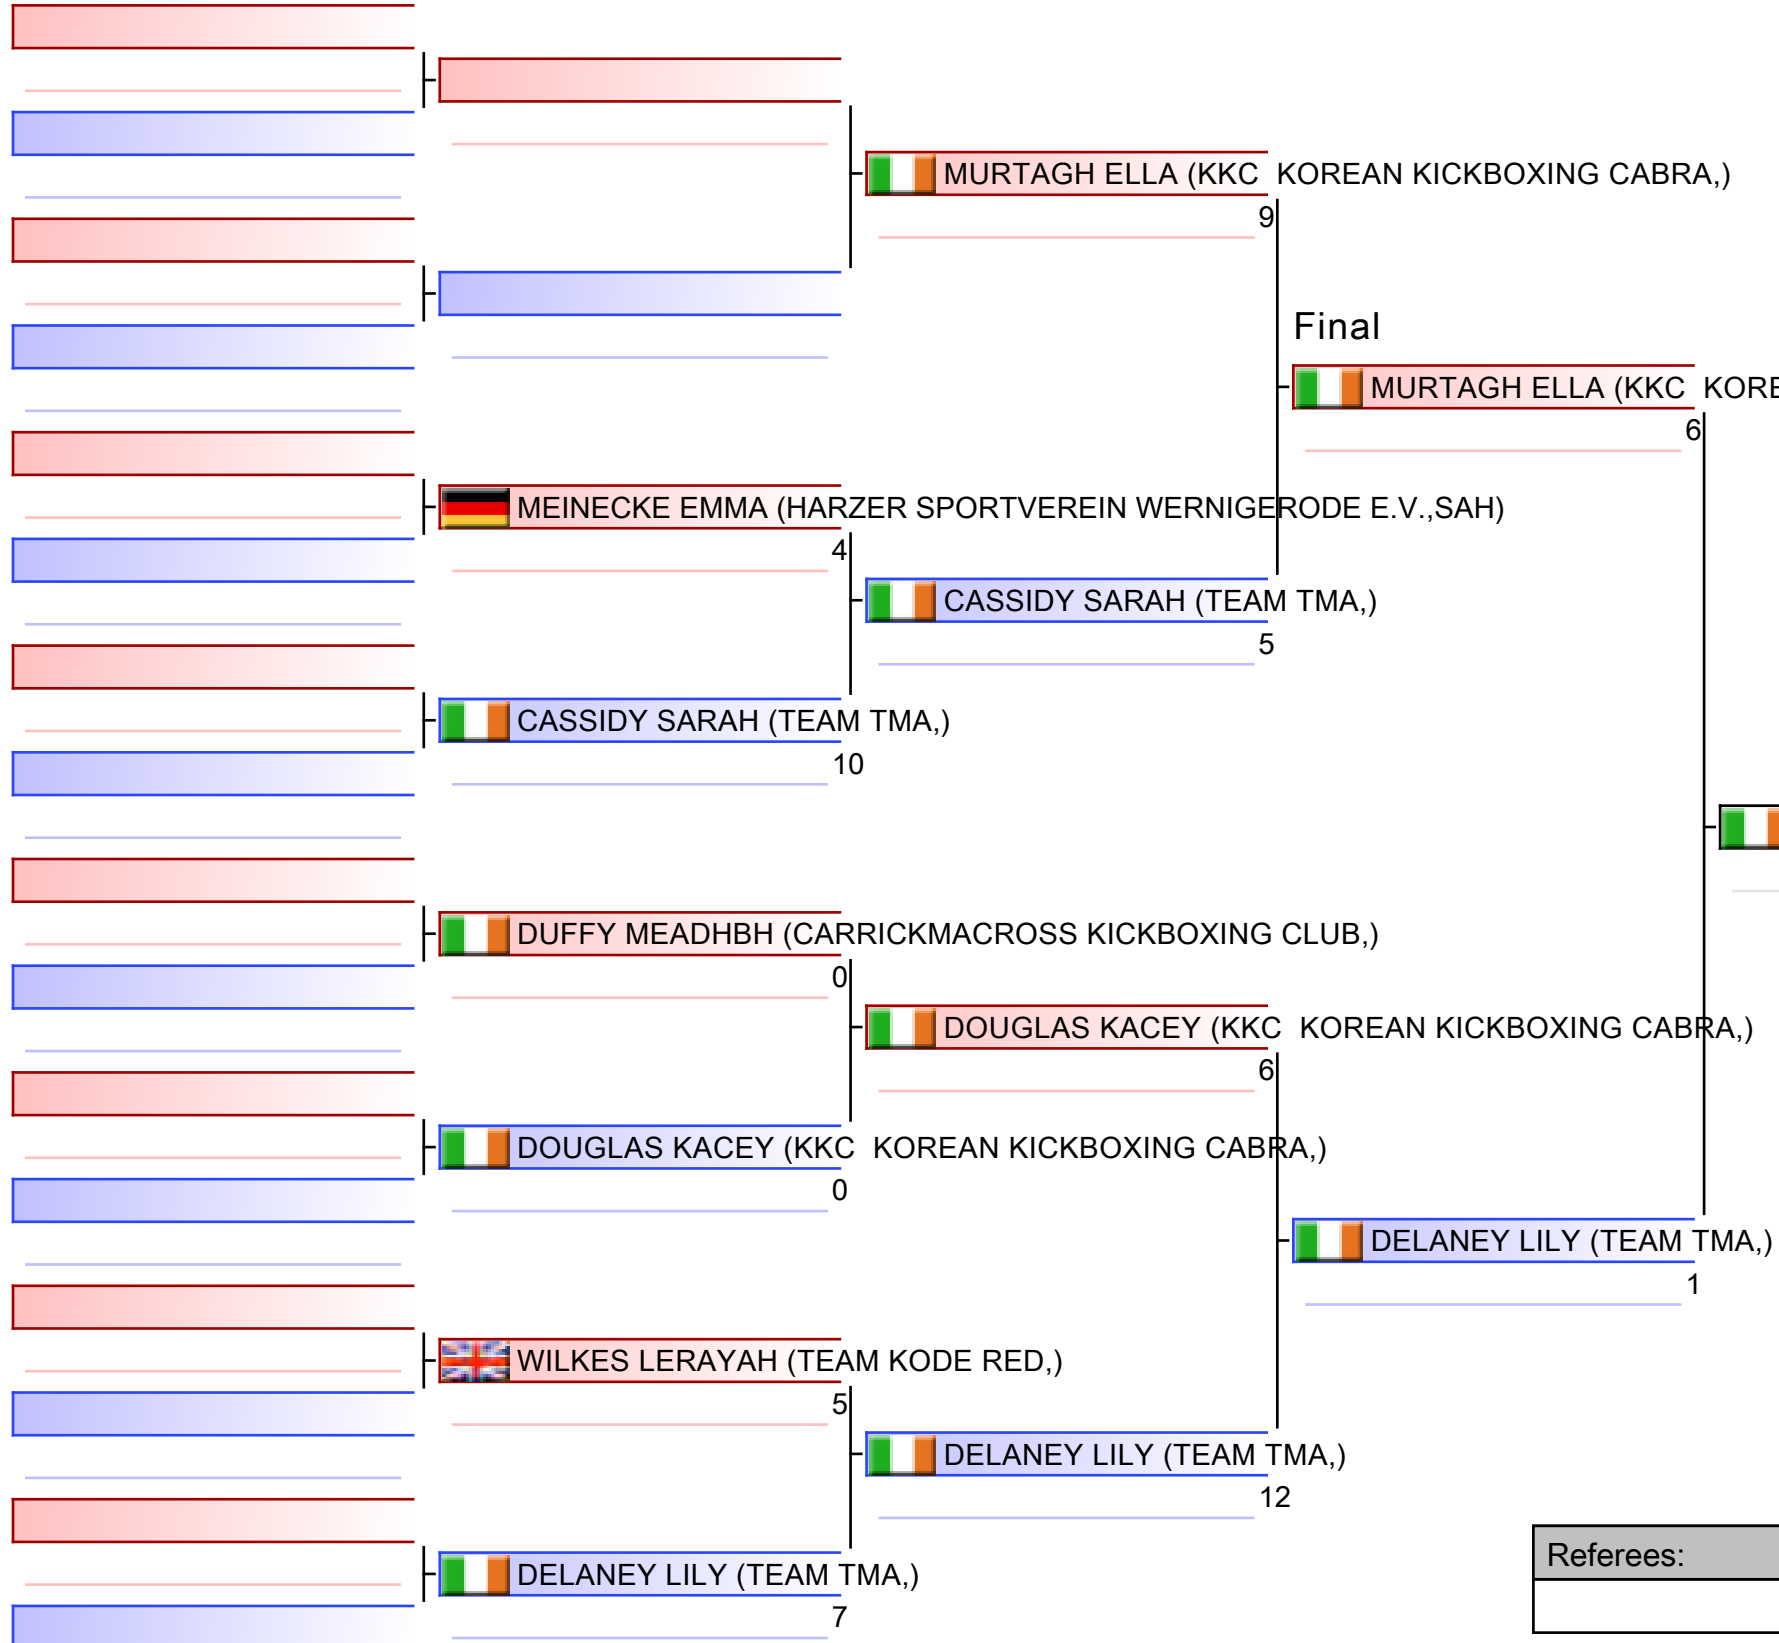 MURTAGH ELLA (KKC  KOREAN KICKBOXING CABRA,)
9
Final
MURTAGH ELLA (KKC  KORE
6
MEINECKE EMMA (HARZER SPORTVEREIN WERNIGERODE E.V.,SAH)
4
CASSIDY SARAH (TEAM TMA,)
5
CASSIDY SARAH (TEAM TMA,)
10
DUFFY MEADHBH (CARRICKMACROSS KICKBOXING CLUB,)
0
DOUGLAS KACEY (KKC  KOREAN KICKBOXING CABRA,)
6
DOUGLAS KACEY (KKC  KOREAN KICKBOXING CABRA,)
0
DELANEY LILY (TEAM TMA,)
1
WILKES LERAYAH (TEAM KODE RED,)
5
DELANEY LILY (TEAM TMA,)
12
Referees:
DELANEY LILY (TEAM TMA,)
7